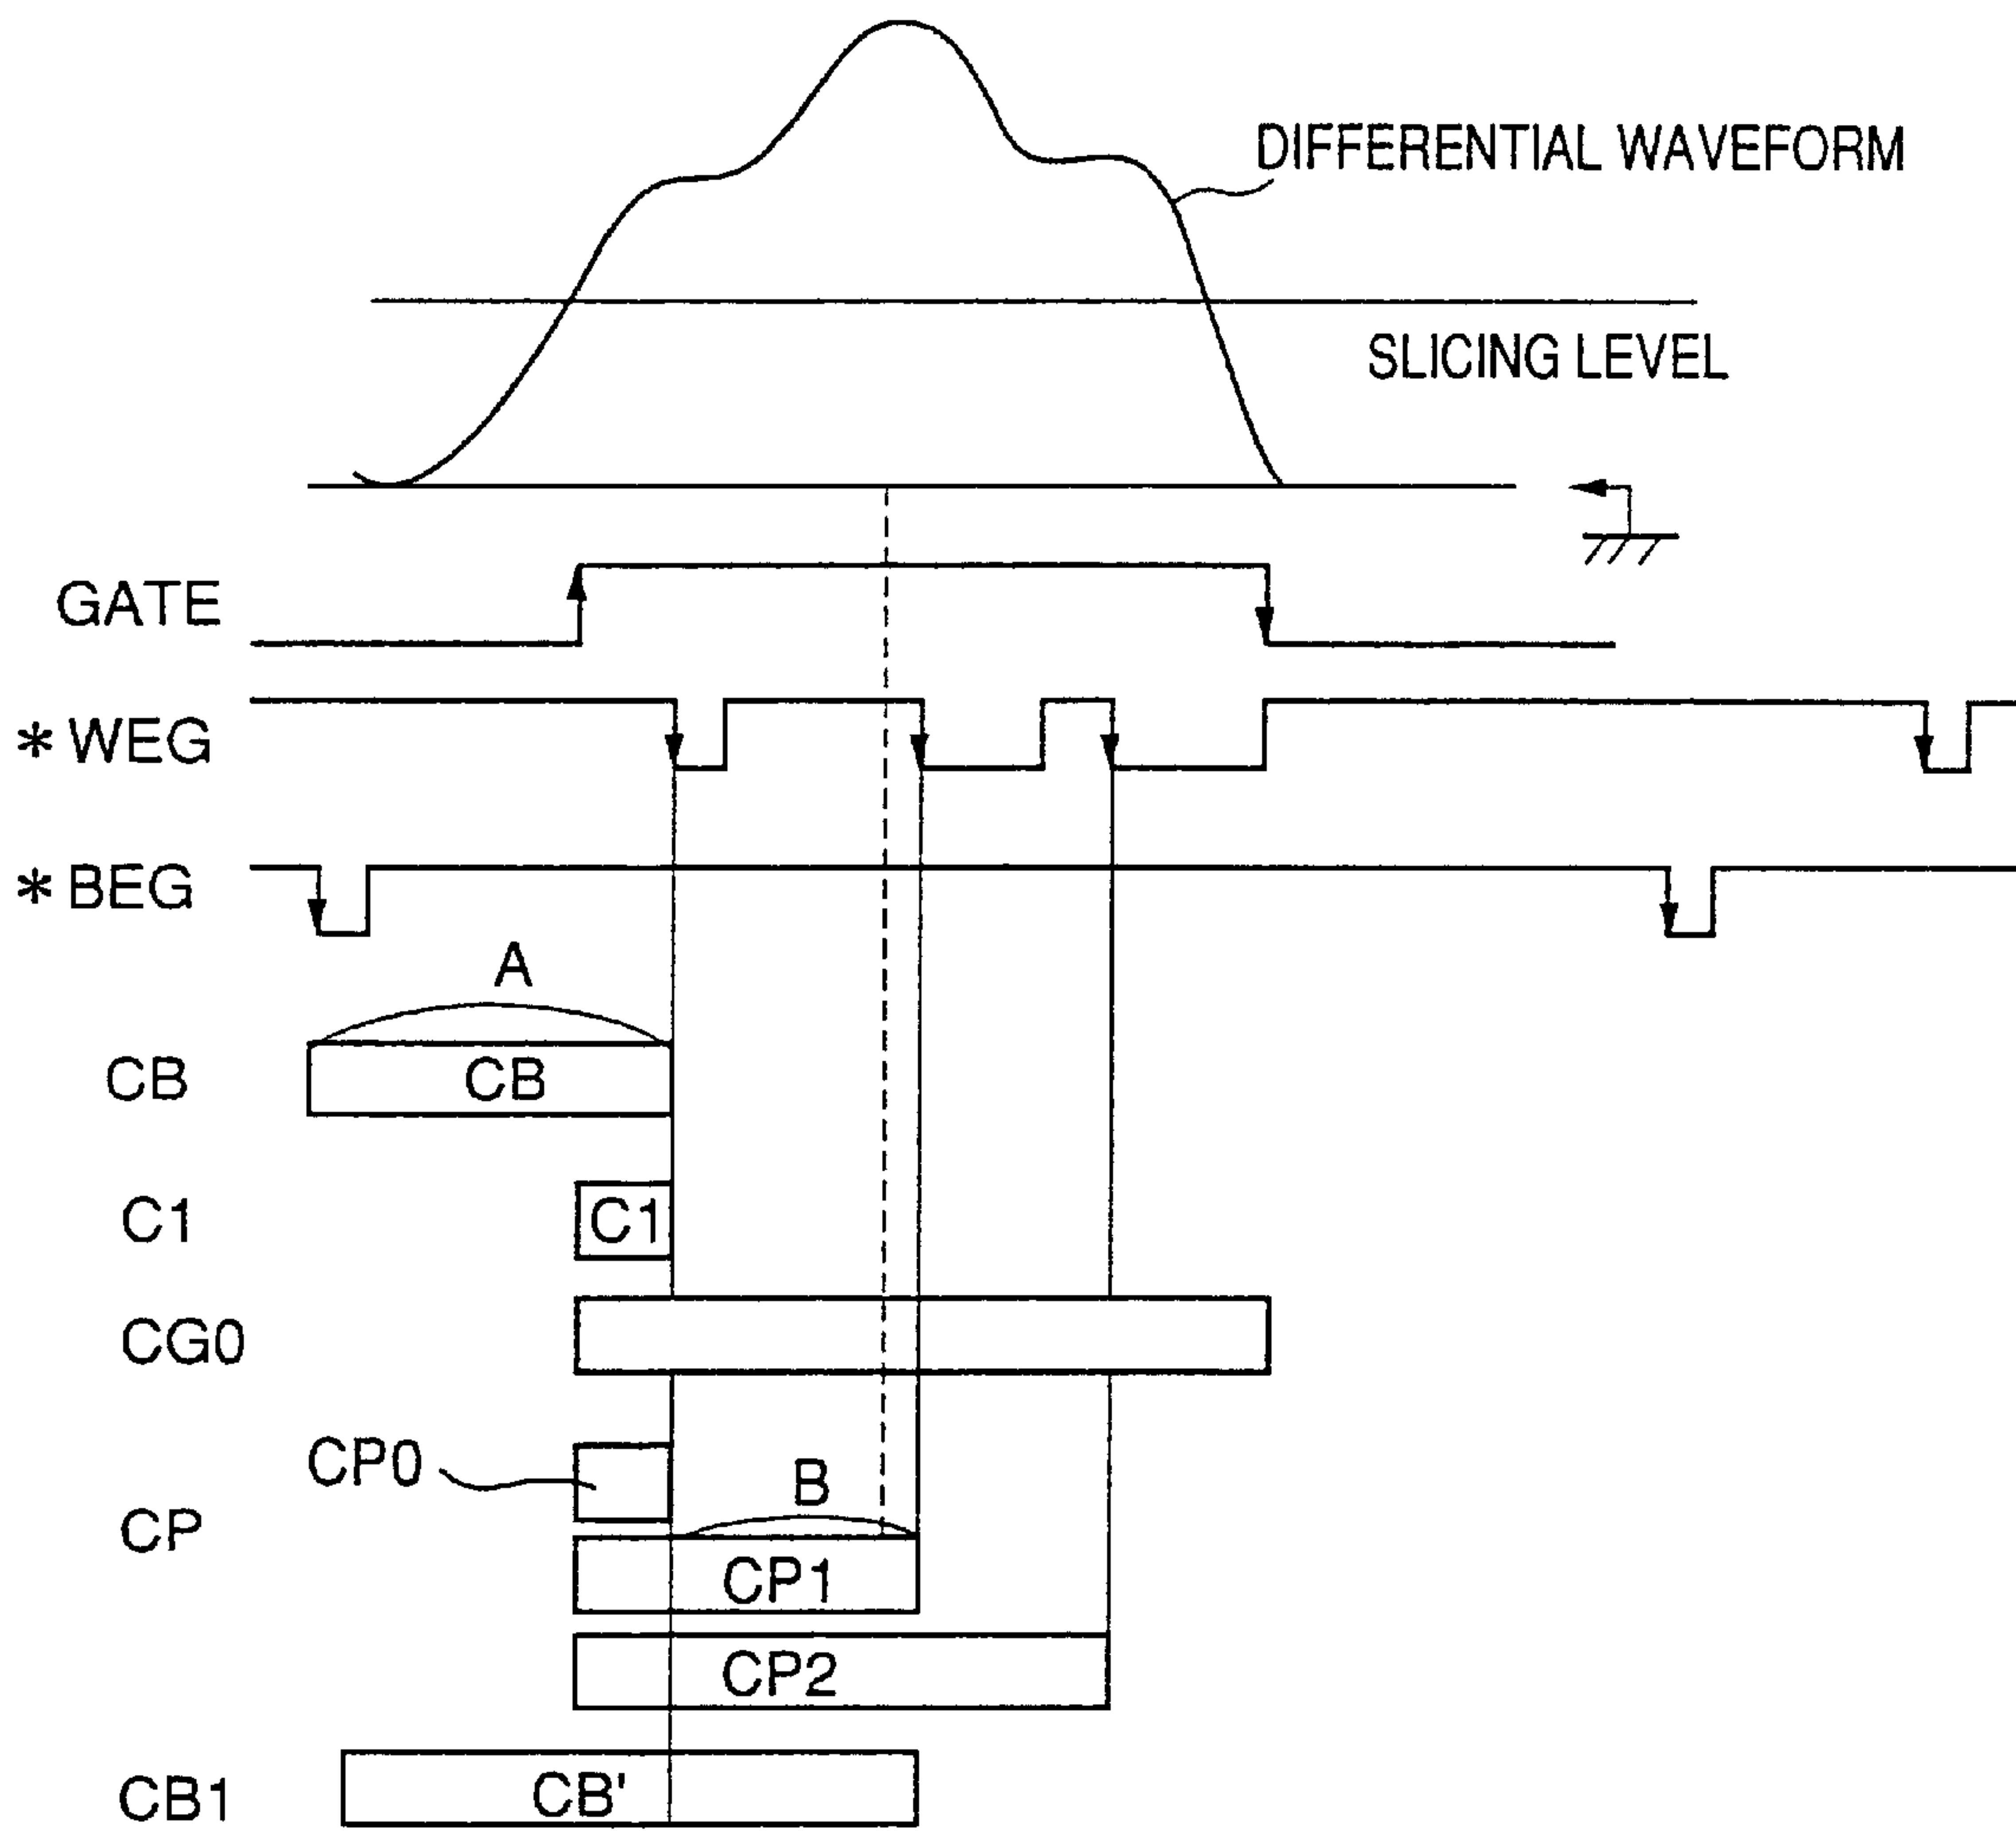 DIFFERENTIAL WAVEFORM
SLICING LEVEL
GATE
* WEG
* BEG
A
CB
CB
C1
C1
CG0
CP0
B
CP
CP1
CP2
CB1
CB'